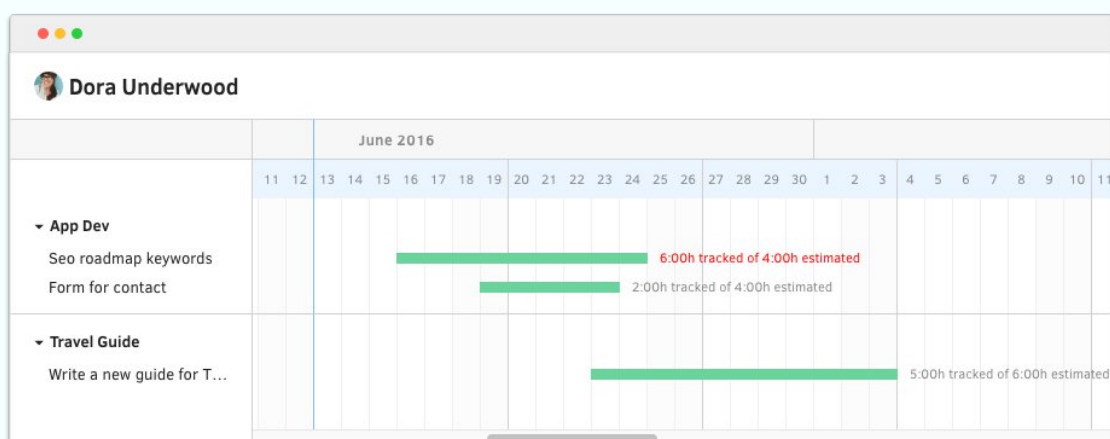 Dora Underwood
June 2016
11 12 13 14 15 16 17 18 19 20 21 22 23 24 25 26 27 28 29 30 1 2 3 4 5 6 7 8 9 10 11
App Dev
Seo roadmap keywords 6:00h tracked of 4:00h estimated
Form for contact 2:00h tracked of 4:00h estimated
Travel Guide
Write a new guide for T... 5:00h tracked of 6:00h estimated